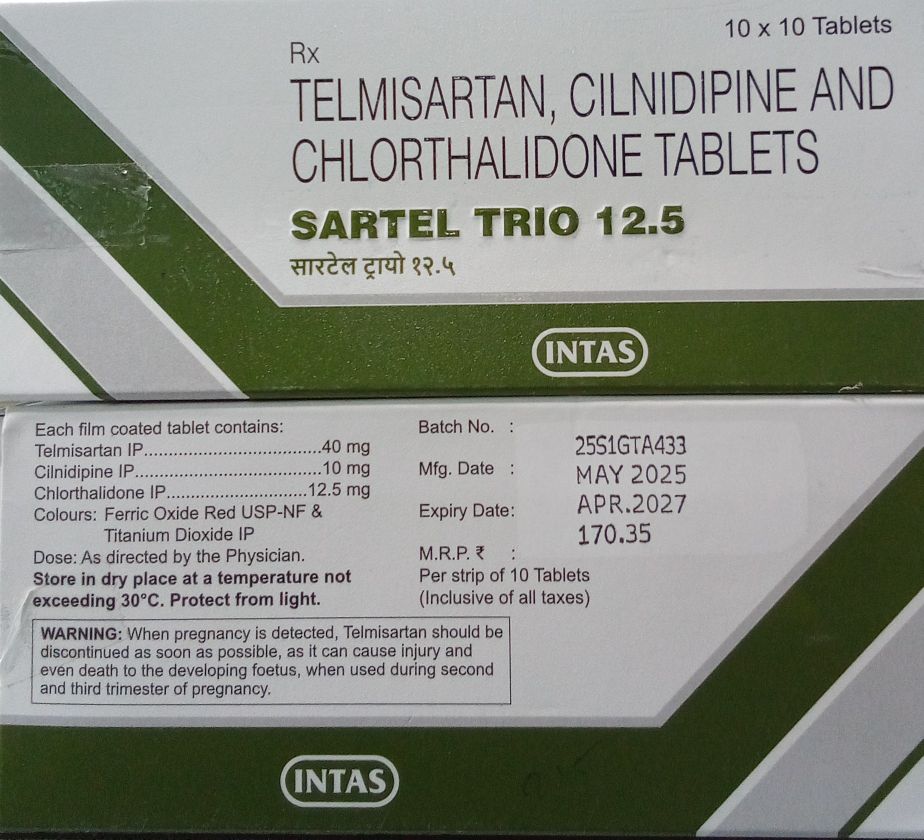 10 x 10 Tablets
Rx
TELMISARTAN, CILNIDIPINE AND
CHLORTHALIDONE TABLETS
SARTEL TRIO 12.5
सारटेल ट्रायो १२.५
INTAS
Each film coated tablet contains:
Telmisartan IP..................................40 mg
Cilnidipine IP....................................10 mg
Chlorthalidone IP...........................12.5 mg
Colours: Ferric Oxide Red USP-NF &
Titanium Dioxide IP
Dose: As directed by the Physician.
Store in dry place at a temperature not
exceeding 30°C. Protect from light.
WARNING: When pregnancy is detected, Telmisartan should be
discontinued as soon as possible, as it can cause injury and
even death to the developing foetus, when used during second
and third trimester of pregnancy.
Batch No. : 25S1GTA433
Mfg. Date : MAY 2025
Expiry Date: APR.2027
M.R.P. ₹ : 170.35
Per strip of 10 Tablets
(Inclusive of all taxes)
INTAS